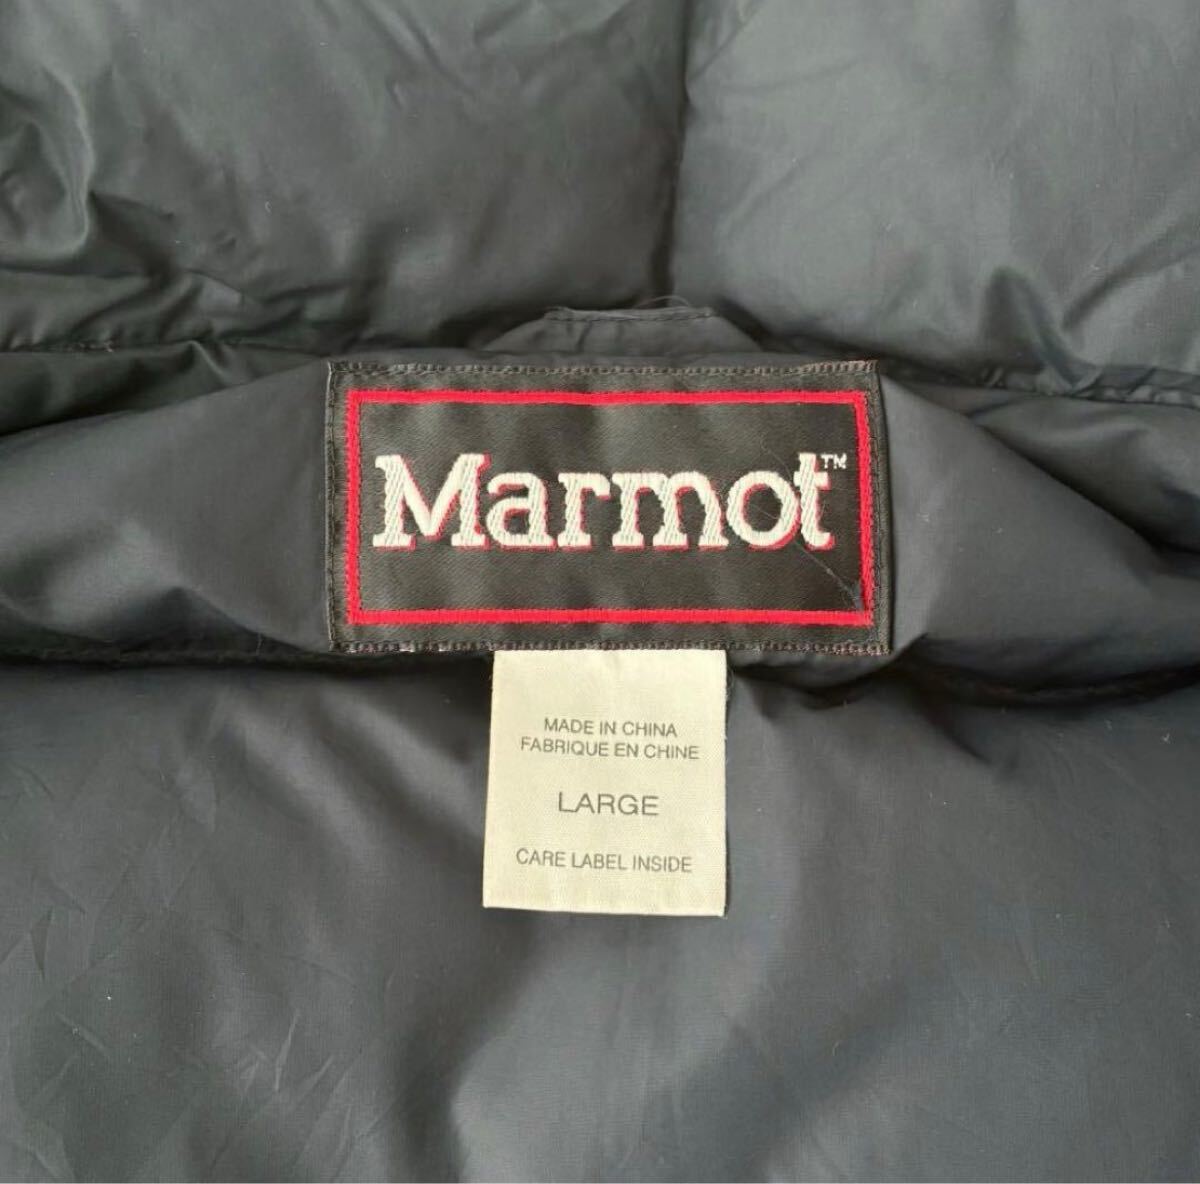 Marmot™
MADE IN CHINA
FABRIQUE EN CHINE
LARGE
CARE LABEL INSIDE